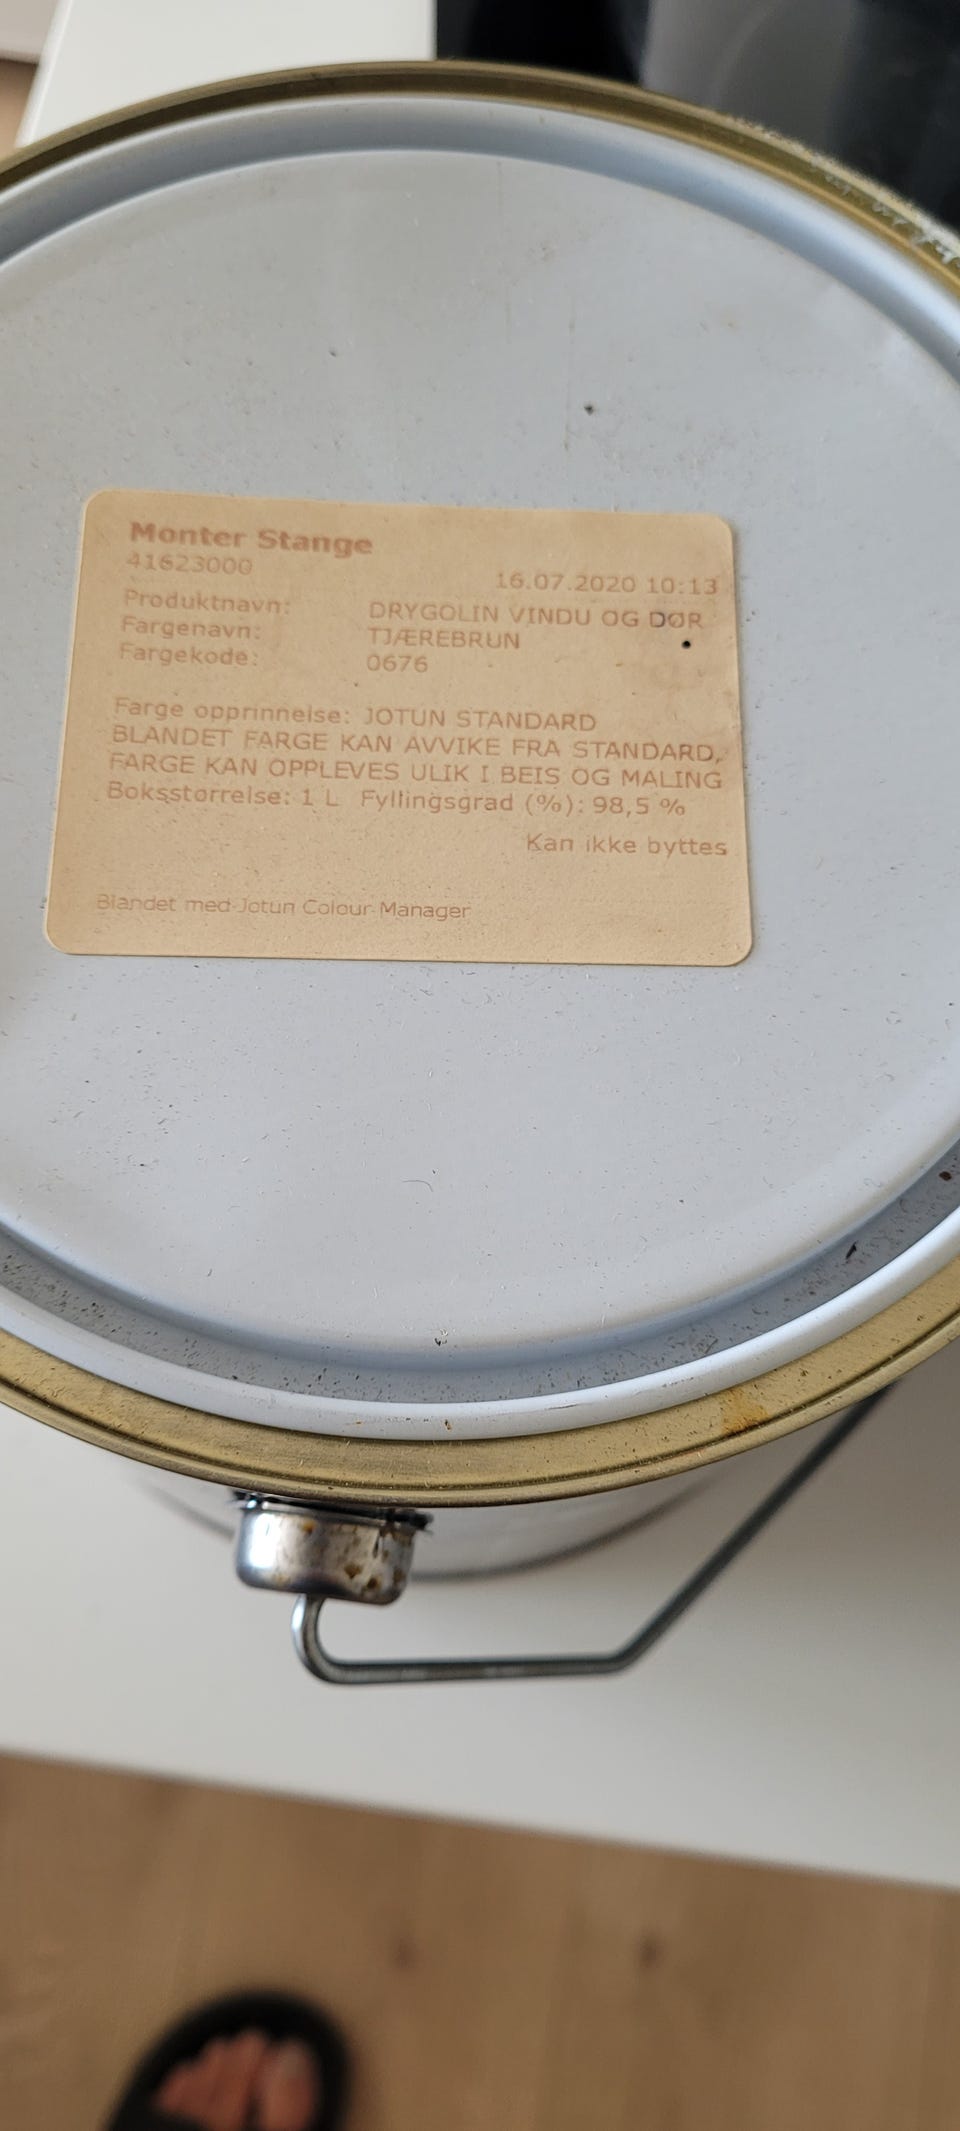 Monter Stange
41623000
16.07.2020 10:13
Produktnavn: DRYGOLIN VINDU OG DØR
Fargenavn: TJÆREBRUN
Fargekode: 0676
Farge opprinnelse: JOTUN STANDARD
BLANDET FARGE KAN AVVIKE FRA STANDARD,
FARGE KAN OPPLEVES ULIK I BEIS OG MALING
Boksstørrelse: 1 L Fyllingsgrad (%): 98,5 %
Kan ikke byttes
Blandet med Jotun Colour Manager